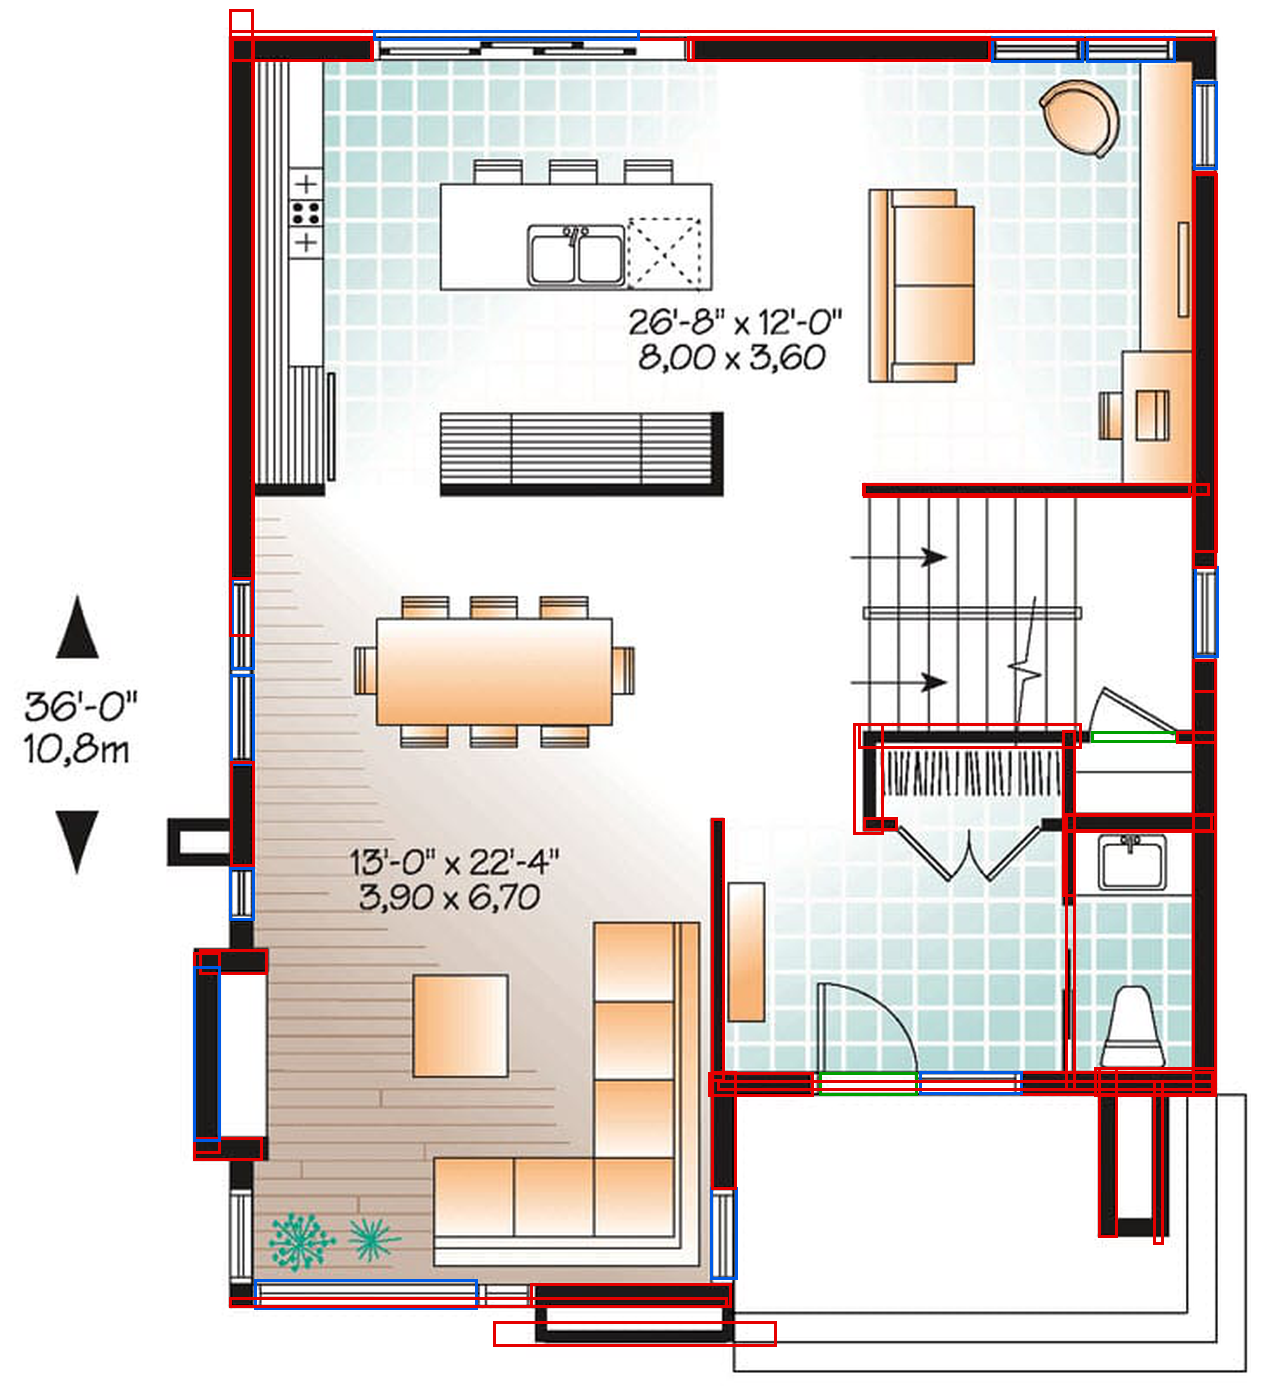 26'-8" x 12'-0"
8,00 x 3,60
36'-0"
10,8m
13'-0" x 22'-4"
3,90 x 6,70